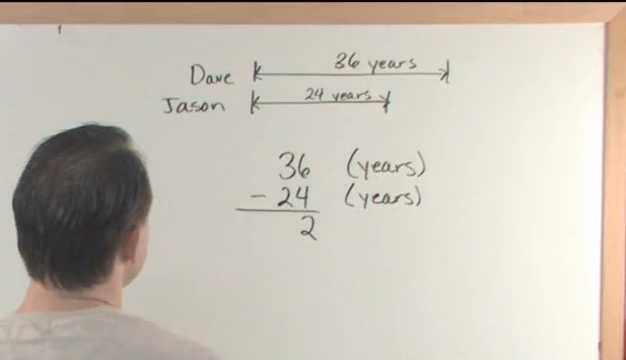 Dave 36 years
Jason 24 years
36 (years)
- 24 (years)
2